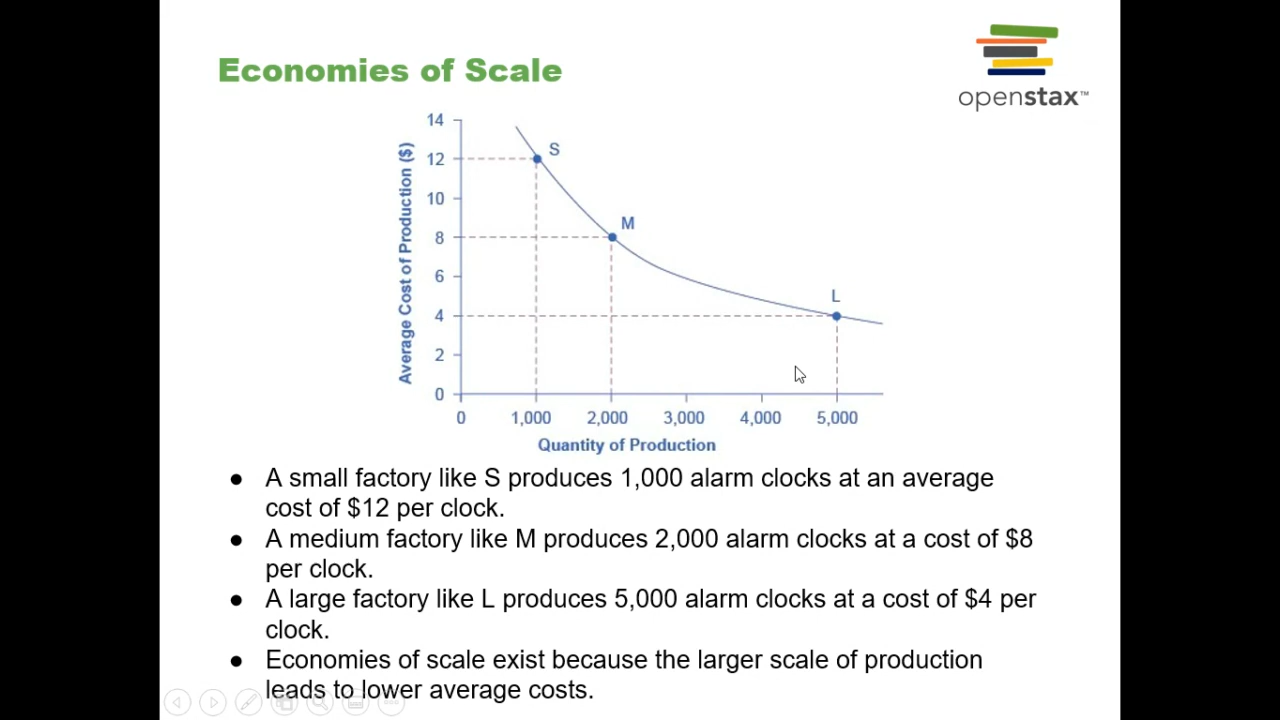 Economies of Scale
openstax™
14
S
12
10
M
8
6
L
4
2
0
Average Cost of Production ($)
0 1,000 2,000 3,000 4,000 5,000
Quantity of Production
● A small factory like S produces 1,000 alarm clocks at an average
cost of $12 per clock.
● A medium factory like M produces 2,000 alarm clocks at a cost of $8
per clock.
● A large factory like L produces 5,000 alarm clocks at a cost of $4 per
clock.
● Economies of scale exist because the larger scale of production
leads to lower average costs.